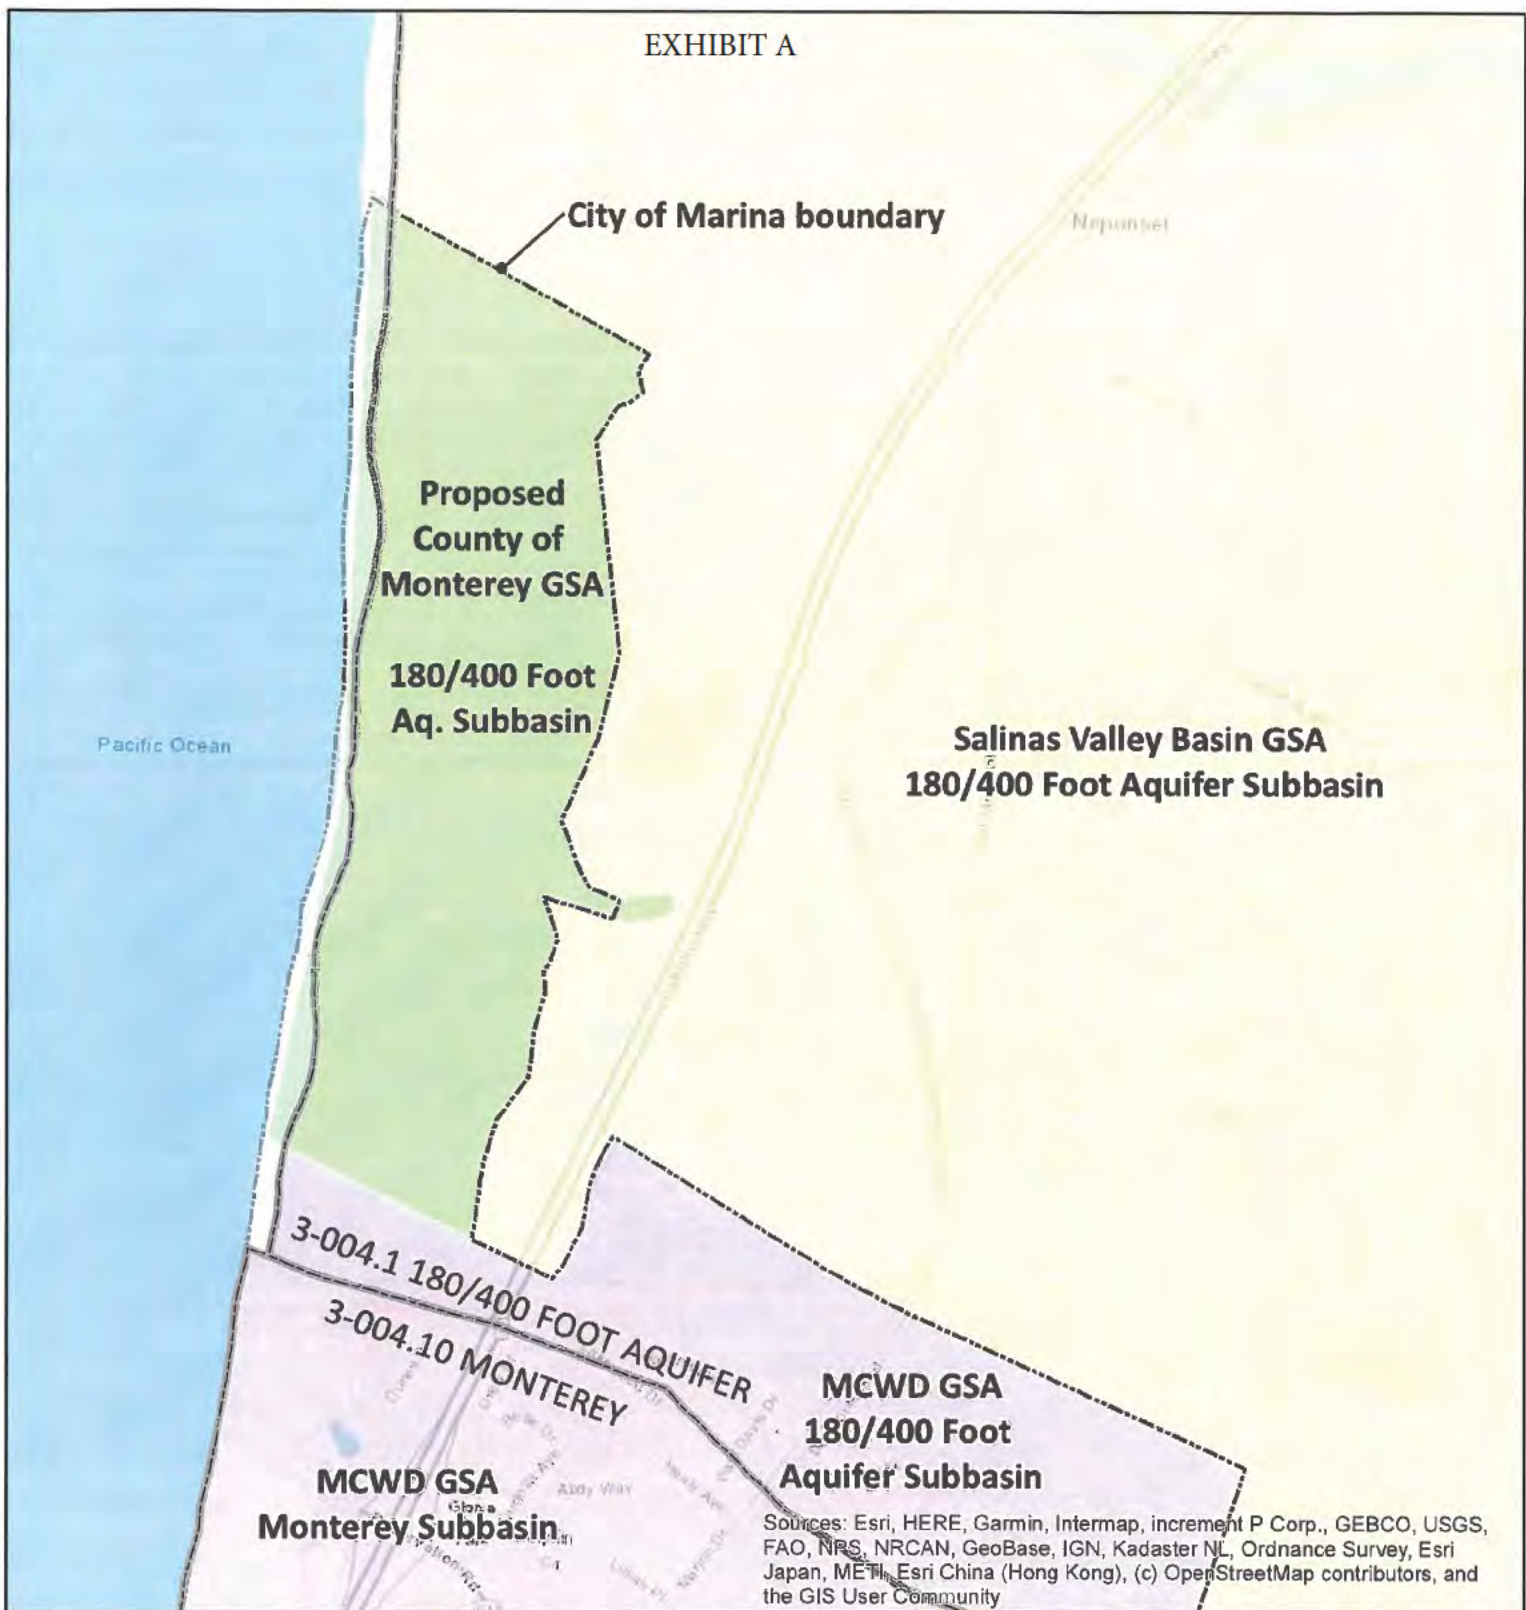 EXHIBIT A
City of Marina boundary
Neponset
Proposed
County of
Monterey GSA
180/400 Foot
Aq. Subbasin
Pacific Ocean
Salinas Valley Basin GSA
180/400 Foot Aquifer Subbasin
3-004.1 180/400 FOOT AQUIFER
3-004.10 MONTEREY
MCWD GSA
180/400 Foot
Aquifer Subbasin
MCWD GSA
Monterey Subbasin
Abdy Way
Sources: Esri, HERE, Garmin, Intermap, increment P Corp., GEBCO, USGS,
FAO, NPS, NRCAN, GeoBase, IGN, Kadaster NL, Ordnance Survey, Esri
Japan, METI, Esri China (Hong Kong), (c) OpenStreetMap contributors, and
the GIS User Community